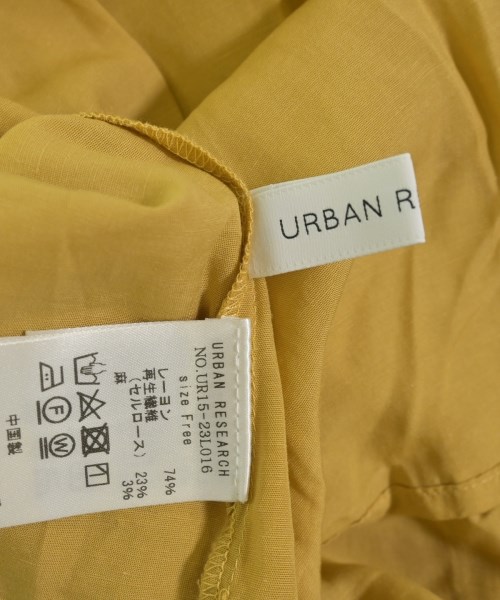 URBAN R
URBAN RESEARCH
NO.UR15-23L016
size Free
レーヨン 74%
再生繊維
(セルロース) 23%
麻 3%
F W
中国製